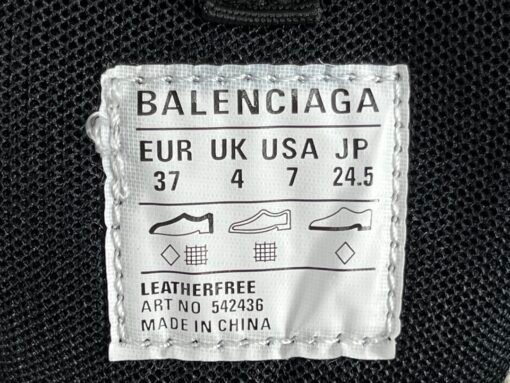 BALENCIAGA
EUR UK USA JP
37 4 7 24.5
LEATHERFREE
ART NO 542436
MADE IN CHINA